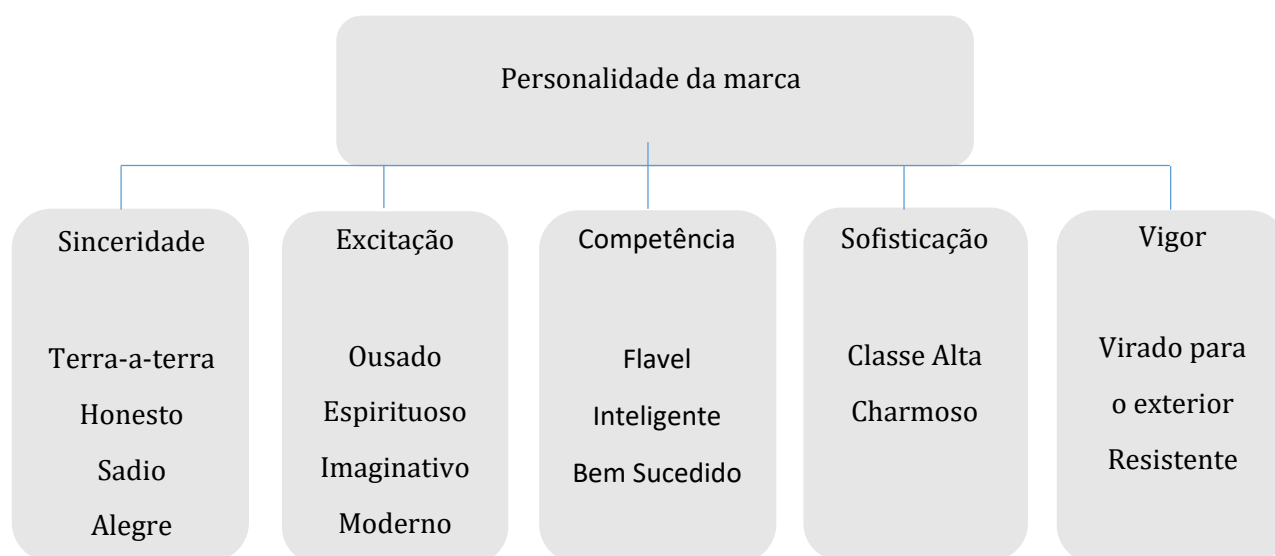 Personalidade da marca
Sinceridade
Terra-a-terra
Honesto
Sadio
Alegre
Excitação
Ousado
Espirituoso
Imaginativo
Moderno
Competência
Flavel
Inteligente
Bem Sucedido
Sofisticação
Classe Alta
Charmoso
Vigor
Virado para
o exterior
Resistente